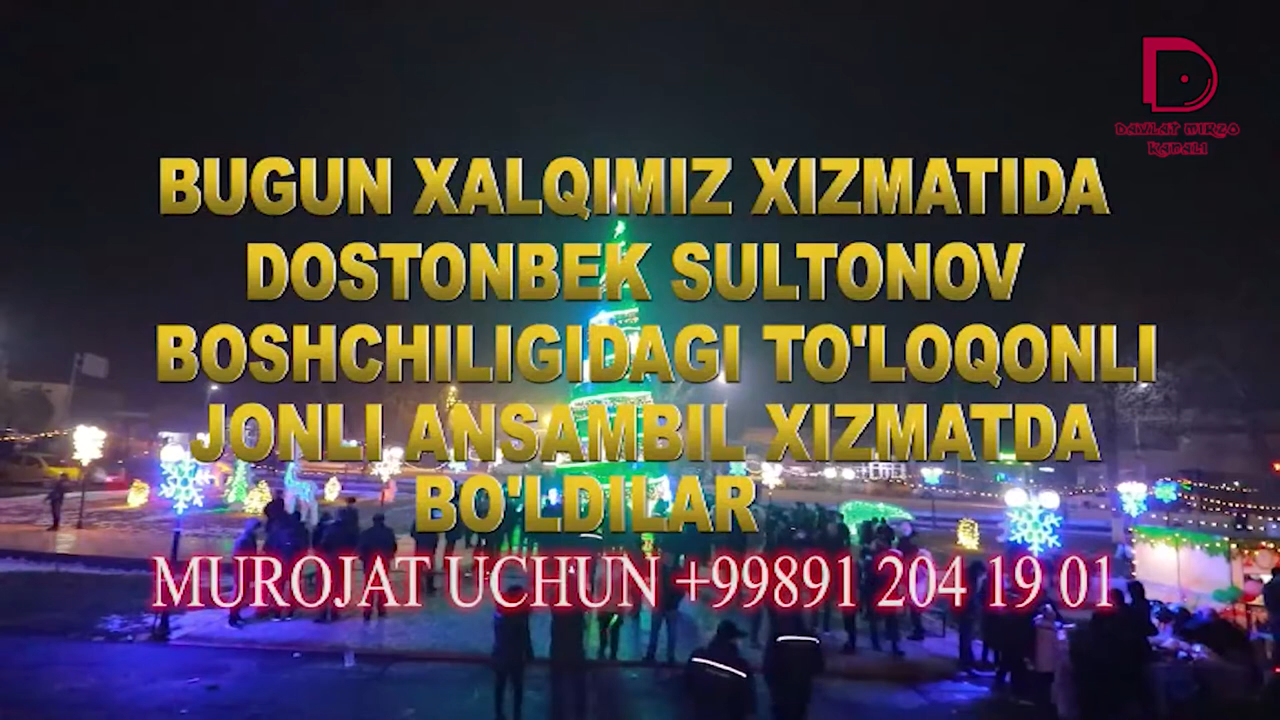 DAVLAT MIRZO
KANALI
BUGUN XALQIMIZ XIZMATIDA
DOSTONBEK SULTONOV
BOSHCHILIGIDAGI TO'LOQONLI
JONLI ANSAMBIL XIZMATDA
BO'LDILAR
MUROJAT UCHUN +99891 204 19 01